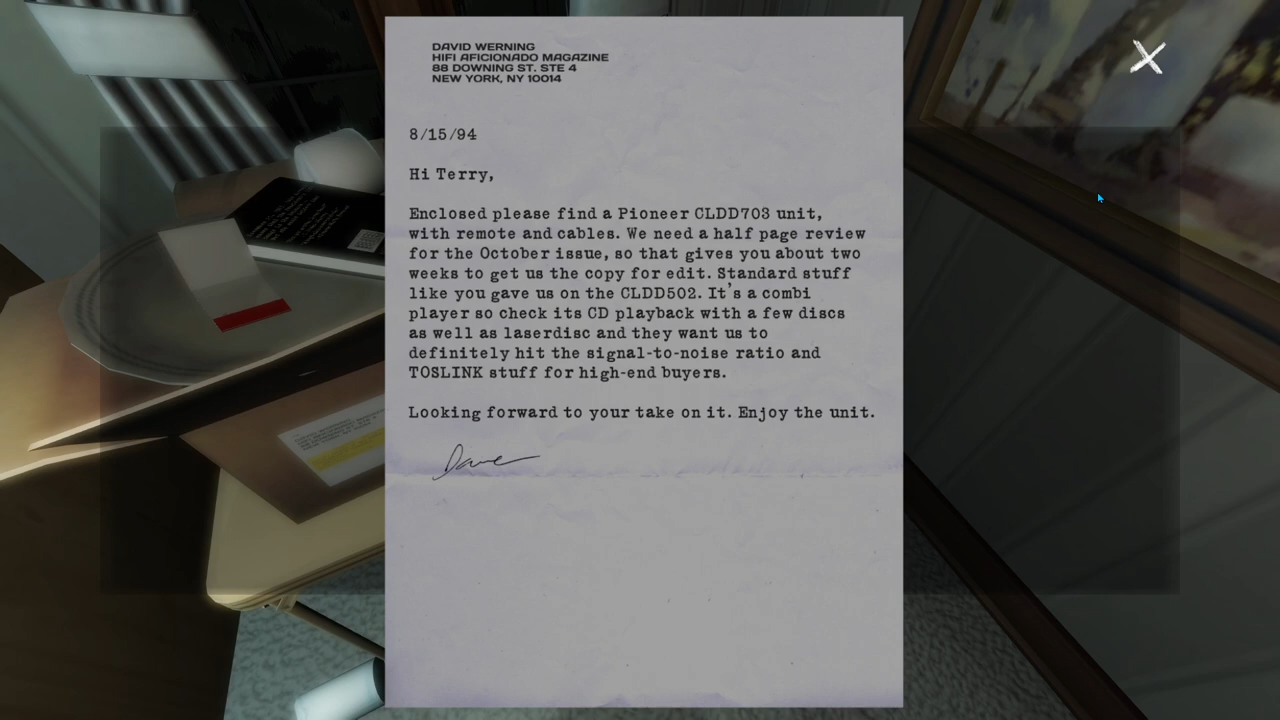 DAVID WERNING
HIFI AFICIONADO MAGAZINE
88 DOWNING ST. STE 4
NEW YORK, NY 10014
8/15/94
Hi Terry,
Enclosed please find a Pioneer CLDD703 unit,
with remote and cables. We need a half page review
for the October issue, so that gives you about two
weeks to get us the copy for edit. Standard stuff
like you gave us on the CLDD502. It's a combi
player so check its CD playback with a few discs
as well as laserdisc and they want us to
definitely hit the signal-to-noise ratio and
TOSLINK stuff for high-end buyers.
Looking forward to your take on it. Enjoy the unit.
Dave